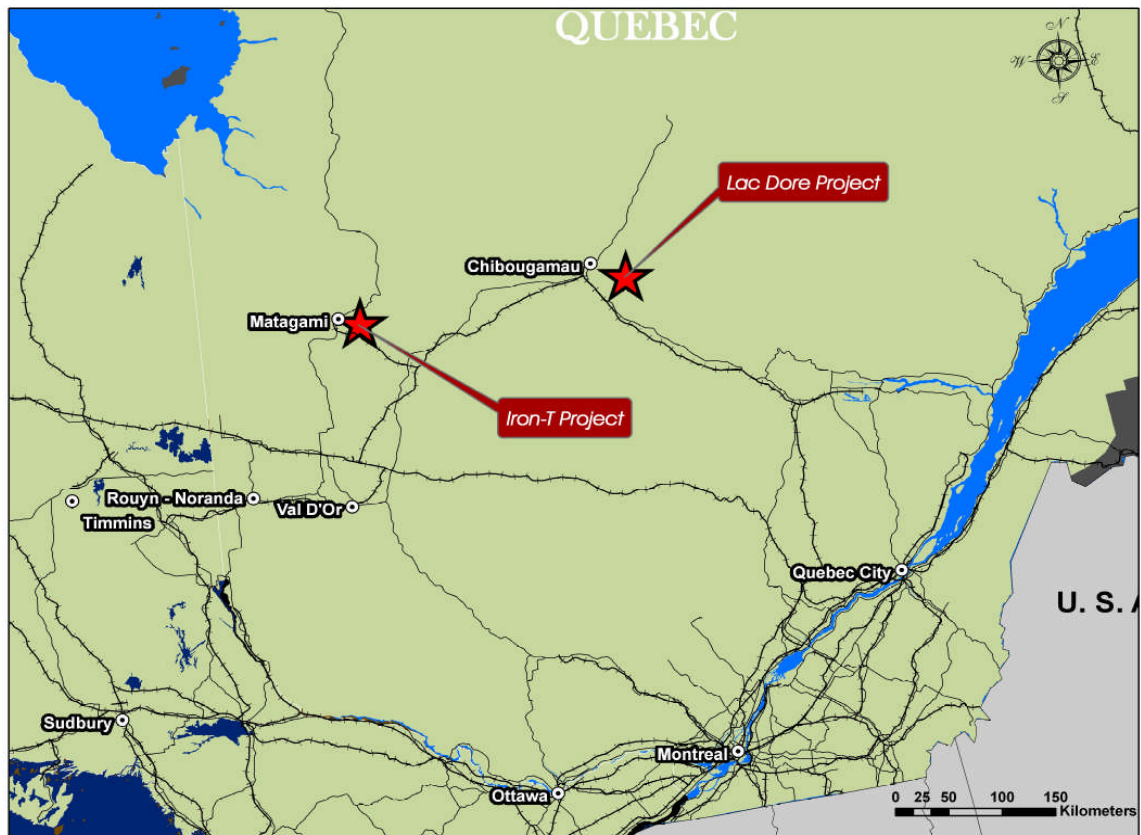 QUEBEC
N
W
E
S
Lac Dore Project
Chibougamau
Matagami
Iron-T Project
Rouyn - Noranda
Val D'Or
Timmins
Quebec City
U. S. A
Sudbury
Montreal
Ottawa
0 25 50 100 150
Kilometers